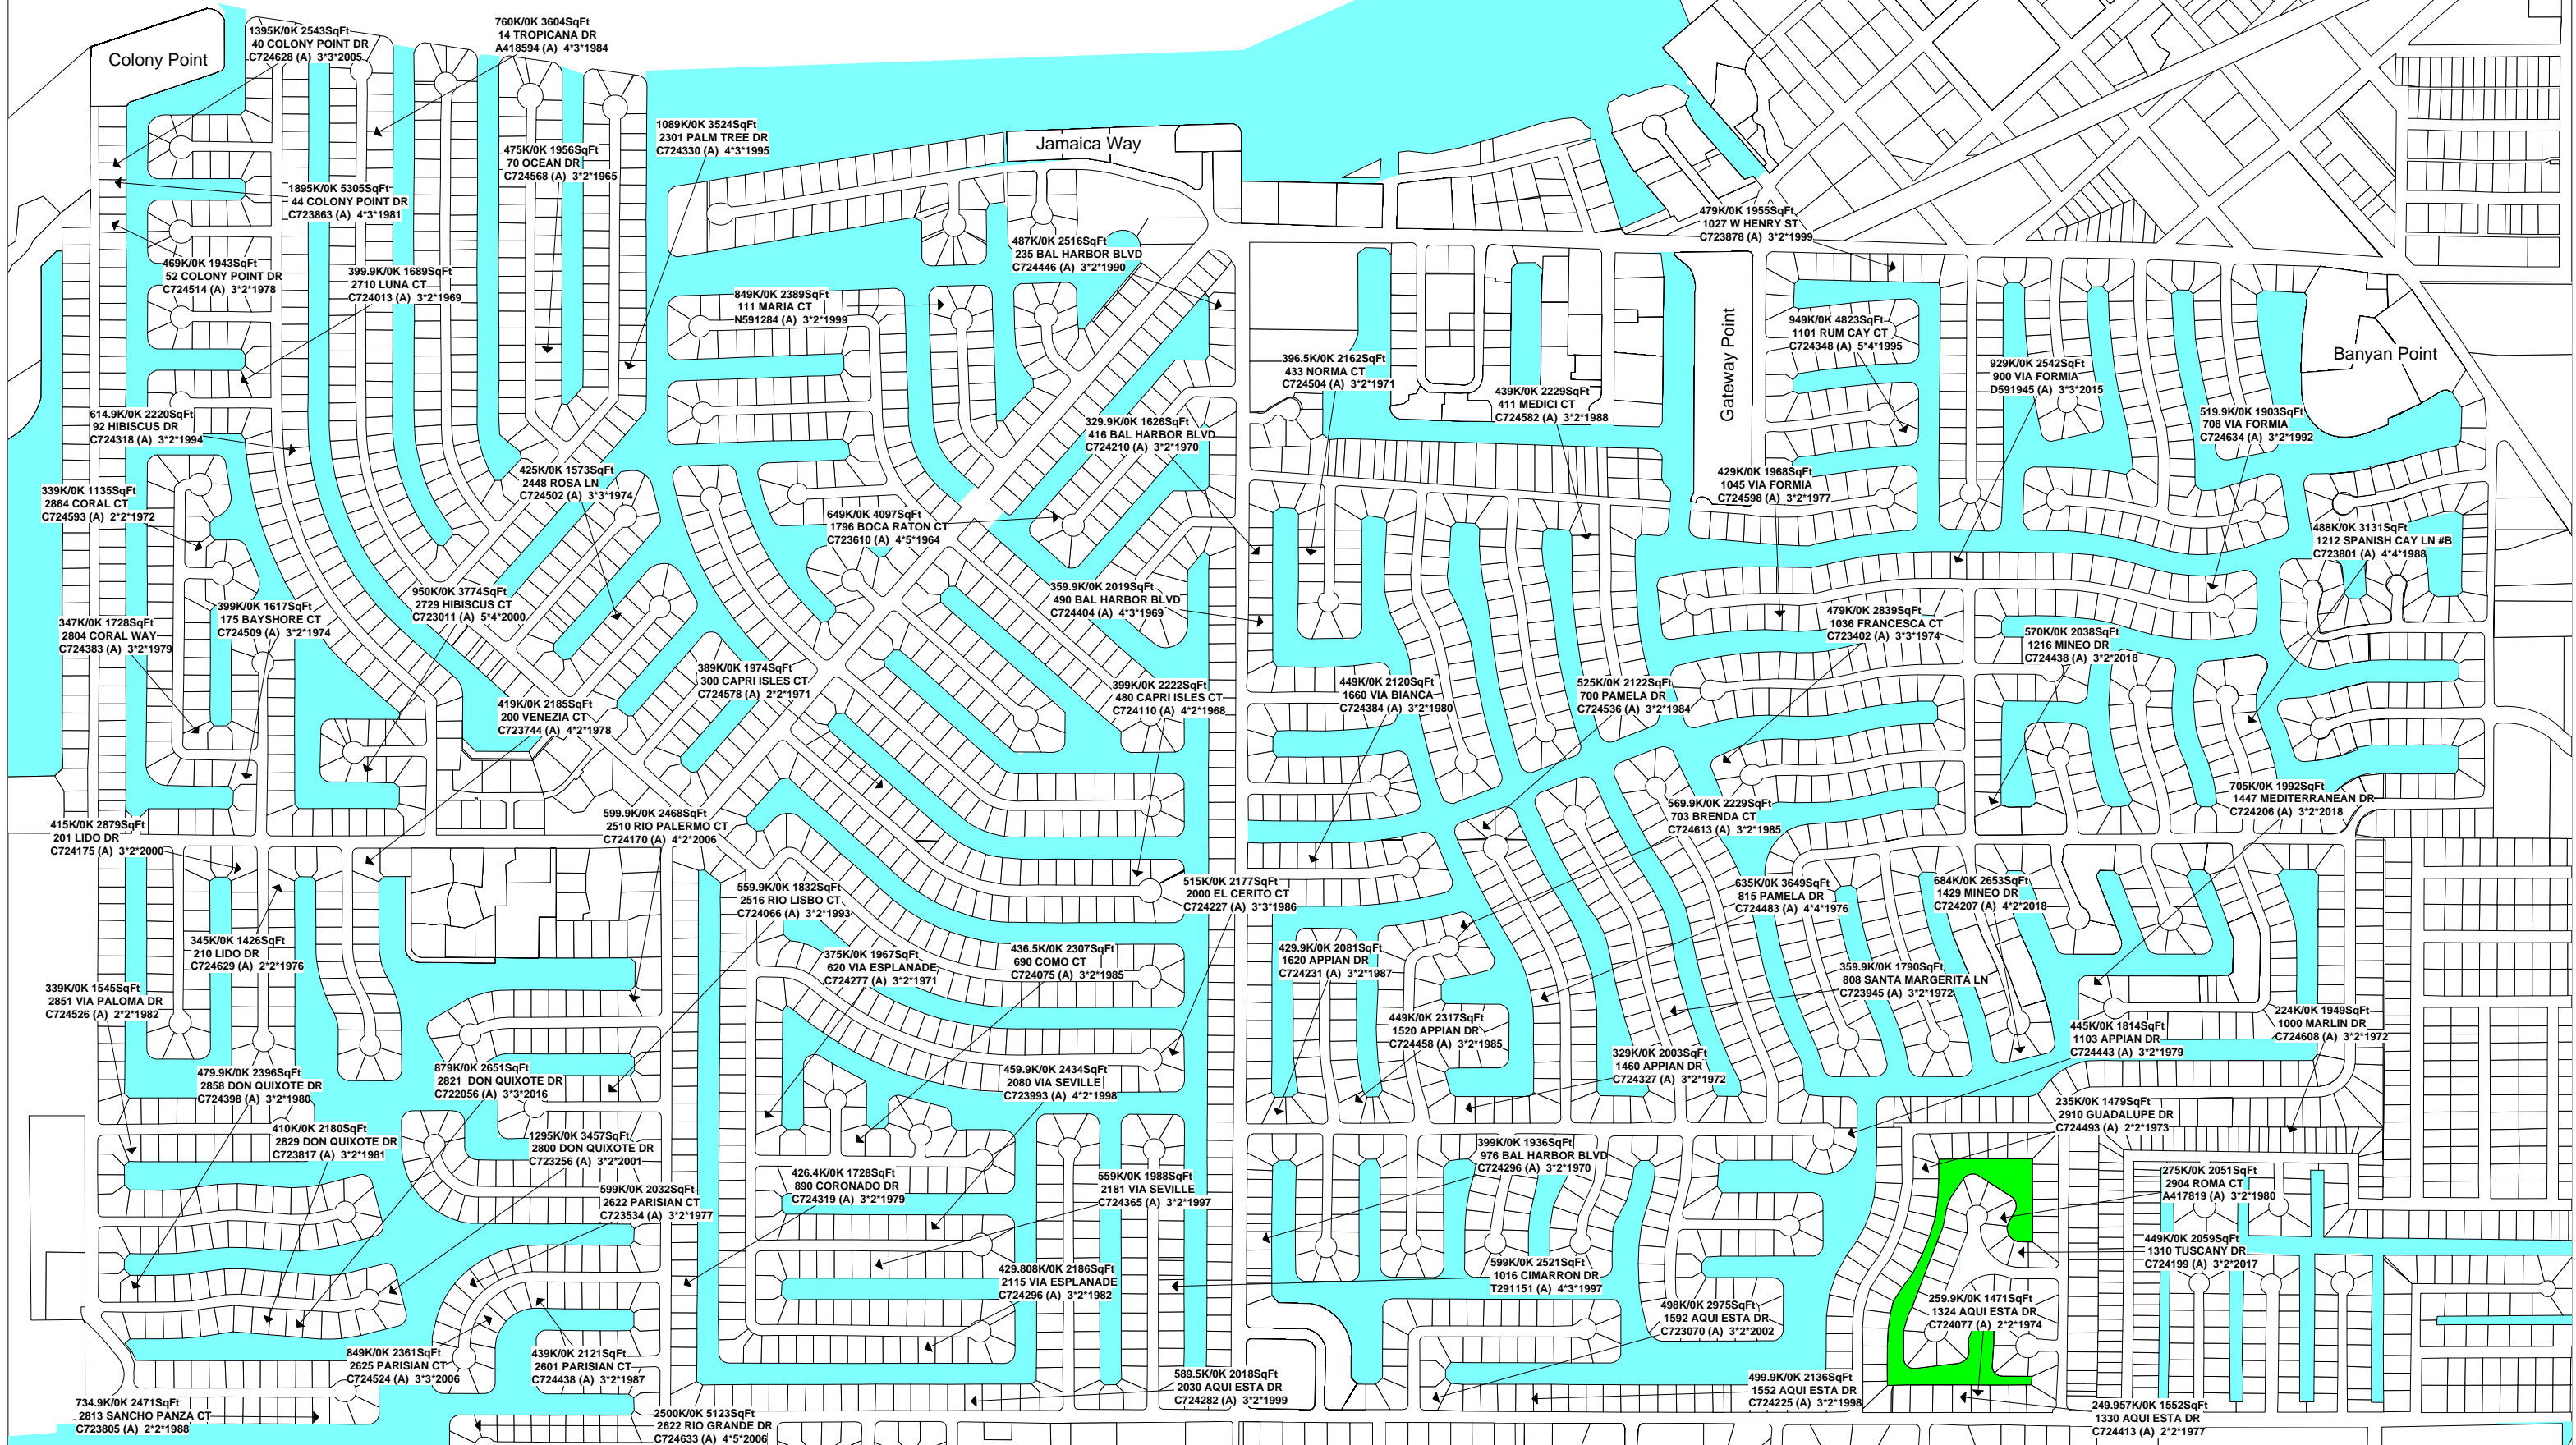 Colony Point
1395K/0K 2543SqFt
40 COLONY POINT DR
C724628 (A) 3*3*2005
760K/0K 3604SqFt
14 TROPICANA DR
A418594 (A) 4*3*1984
1089K/0K 3524SqFt
2301 PALM TREE DR
C724330 (A) 4*3*1995
Jamaica Way
475K/0K 1956SqFt
70 OCEAN DR
C724568 (A) 3*2*1965
1895K/0K 5305SqFt
44 COLONY POINT DR
C723863 (A) 4*3*1981
479K/0K 1955SqFt
1027 W HENRY ST
C723878 (A) 3*2*1999
487K/0K 2516SqFt
235 BAL HARBOR BLVD
C724446 (A) 3*2*1990
469K/0K 1943SqFt
52 COLONY POINT DR
C724514 (A) 3*2*1978
399.9K/0K 1689SqFt
2710 LUNA CT
C724013 (A) 3*2*1969
849K/0K 2389SqFt
111 MARIA CT
N591284 (A) 3*2*1999
Gateway Point
949K/0K 4823SqFt
1101 RUM CAY CT
C724348 (A) 5*4*1995
Banyan Point
396.5K/0K 2162SqFt
433 NORMA CT
C724504 (A) 3*2*1971
929K/0K 2542SqFt
900 VIA FORMIA
D591945 (A) 3*3*2015
439K/0K 2229SqFt
411 MEDICI CT
C724582 (A) 3*2*1988
614.9K/0K 2220SqFt
92 HIBISCUS DR
C724318 (A) 3*2*1994
329.9K/0K 1626SqFt
416 BAL HARBOR BLVD
C724210 (A) 3*2*1970
519.9K/0K 1903SqFt
708 VIA FORMIA
C724634 (A) 3*2*1992
425K/0K 1573SqFt
2448 ROSA LN
C724502 (A) 3*3*1974
429K/0K 1968SqFt
1045 VIA FORMIA
C724598 (A) 3*2*1977
339K/0K 1135SqFt
2864 CORAL CT
C724593 (A) 2*2*1972
649K/0K 4097SqFt
1796 BOCA RATON CT
C723610 (A) 4*5*1964
488K/0K 3131SqFt
1212 SPANISH CAY LN #B
C723801 (A) 4*4*1988
950K/0K 3774SqFt
2729 HIBISCUS CT
C723011 (A) 5*4*2000
359.9K/0K 2019SqFt
490 BAL HARBOR BLVD
C724404 (A) 4*3*1969
399K/0K 1617SqFt
175 BAYSHORE CT
C724509 (A) 3*2*1974
347K/0K 1728SqFt
2804 CORAL WAY
C724383 (A) 3*2*1979
479K/0K 2839SqFt
1036 FRANCESCA CT
C723402 (A) 3*3*1974
570K/0K 2038SqFt
1216 MINEO DR
C724438 (A) 3*2*2018
389K/0K 1974SqFt
300 CAPRI ISLES CT
C724578 (A) 2*2*1971
399K/0K 2222SqFt
480 CAPRI ISLES CT
C724110 (A) 4*2*1968
449K/0K 2120SqFt
1660 VIA BIANCA
C724384 (A) 3*2*1980
525K/0K 2122SqFt
700 PAMELA DR
C724536 (A) 3*2*1984
419K/0K 2185SqFt
200 VENEZIA CT
C723744 (A) 4*2*1978
705K/0K 1992SqFt
1447 MEDITERRANEAN DR
C724206 (A) 3*2*2018
569.9K/0K 2229SqFt
703 BRENDA CT
C724613 (A) 3*2*1985
599.9K/0K 2468SqFt
2510 RIO PALERMO CT
C724170 (A) 4*2*2006
415K/0K 2879SqFt
201 LIDO DR
C724175 (A) 3*2*2000
559.9K/0K 1832SqFt
2516 RIO LISBO CT
C724066 (A) 3*2*1993
515K/0K 2177SqFt
2000 EL CERITO CT
C724227 (A) 3*3*1986
635K/0K 3649SqFt
815 PAMELA DR
C724483 (A) 4*4*1976
684K/0K 2653SqFt
1429 MINEO DR
C724207 (A) 4*2*2018
345K/0K 1426SqFt
210 LIDO DR
C724629 (A) 2*2*1976
375K/0K 1967SqFt
620 VIA ESPLANADE
C724277 (A) 3*2*1971
436.5K/0K 2307SqFt
690 COMO CT
C724075 (A) 3*2*1985
429.9K/0K 2081SqFt
1620 APPIAN DR
C724231 (A) 3*2*1987
359.9K/0K 1790SqFt
808 SANTA MARGERITA LN
C723945 (A) 3*2*1972
339K/0K 1545SqFt
2851 VIA PALOMA DR
C724526 (A) 2*2*1982
449K/0K 2317SqFt
1520 APPIAN DR
C724458 (A) 3*2*1985
224K/0K 1949SqFt
1000 MARLIN DR
C724608 (A) 3*2*1972
445K/0K 1814SqFt
1103 APPIAN DR
C724443 (A) 3*2*1979
329K/0K 2003SqFt
1460 APPIAN DR
C724327 (A) 3*2*1972
479.9K/0K 2396SqFt
2858 DON QUIXOTE DR
C724398 (A) 3*2*1980
879K/0K 2651SqFt
2821 DON QUIXOTE DR
C722056 (A) 3*3*2016
459.9K/0K 2434SqFt
2080 VIA SEVILLE
C723993 (A) 4*2*1998
235K/0K 1479SqFt
2910 GUADALUPE DR
C724493 (A) 2*2*1973
410K/0K 2180SqFt
2829 DON QUIXOTE DR
C723817 (A) 3*2*1981
1295K/0K 3457SqFt
2800 DON QUIXOTE DR
C723256 (A) 3*2*2001
399K/0K 1936SqFt
976 BAL HARBOR BLVD
C724296 (A) 3*2*1970
426.4K/0K 1728SqFt
890 CORONADO DR
C724319 (A) 3*2*1979
559K/0K 1988SqFt
2181 VIA SEVILLE
C724365 (A) 3*2*1997
275K/0K 2051SqFt
2904 ROMA CT
A417819 (A) 3*2*1980
599K/0K 2032SqFt
2622 PARISIAN CT
C723534 (A) 3*2*1977
449K/0K 2059SqFt
1310 TUSCANY DR
C724199 (A) 3*2*2017
429.808K/0K 2186SqFt
2115 VIA ESPLANADE
C724296 (A) 3*2*1982
599K/0K 2521SqFt
1016 CIMARRON DR
T291151 (A) 4*3*1997
498K/0K 2975SqFt
1592 AQUI ESTA DR
C723070 (A) 3*2*2002
259.9K/0K 1471SqFt
1324 AQUI ESTA DR
C724077 (A) 2*2*1974
849K/0K 2361SqFt
2625 PARISIAN CT
C724524 (A) 3*3*2006
439K/0K 2121SqFt
2601 PARISIAN CT
C724438 (A) 3*2*1987
589.5K/0K 2018SqFt
2030 AQUI ESTA DR
C724282 (A) 3*2*1999
499.9K/0K 2136SqFt
1552 AQUI ESTA DR
C724225 (A) 3*2*1998
734.9K/0K 2471SqFt
2813 SANCHO PANZA CT
C723805 (A) 2*2*1988
2500K/0K 5123SqFt
2622 RIO GRANDE DR
C724633 (A) 4*5*2006
249.957K/0K 1552SqFt
1330 AQUI ESTA DR
C724413 (A) 2*2*1977